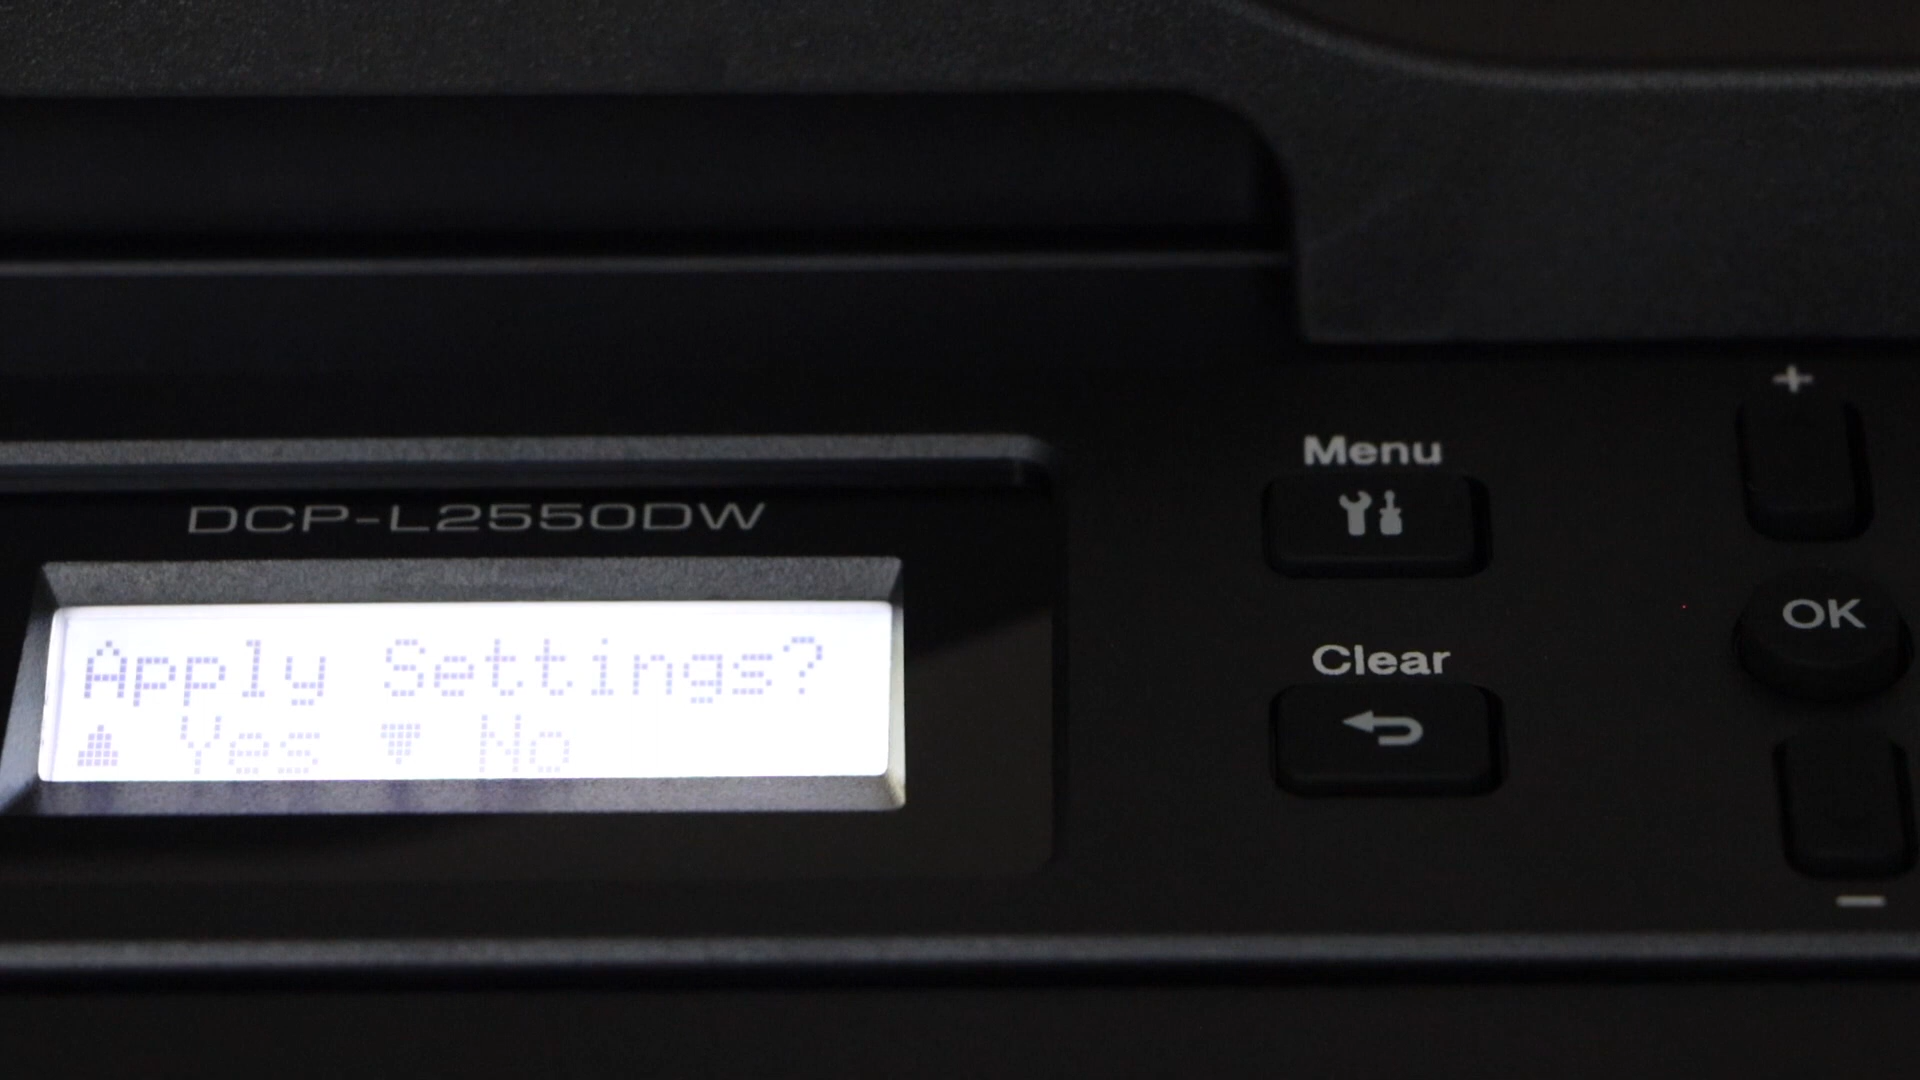 DCP-L2550DW
Apply Settings?
▲ Yes ▼ No
Menu
Clear
+
OK
−